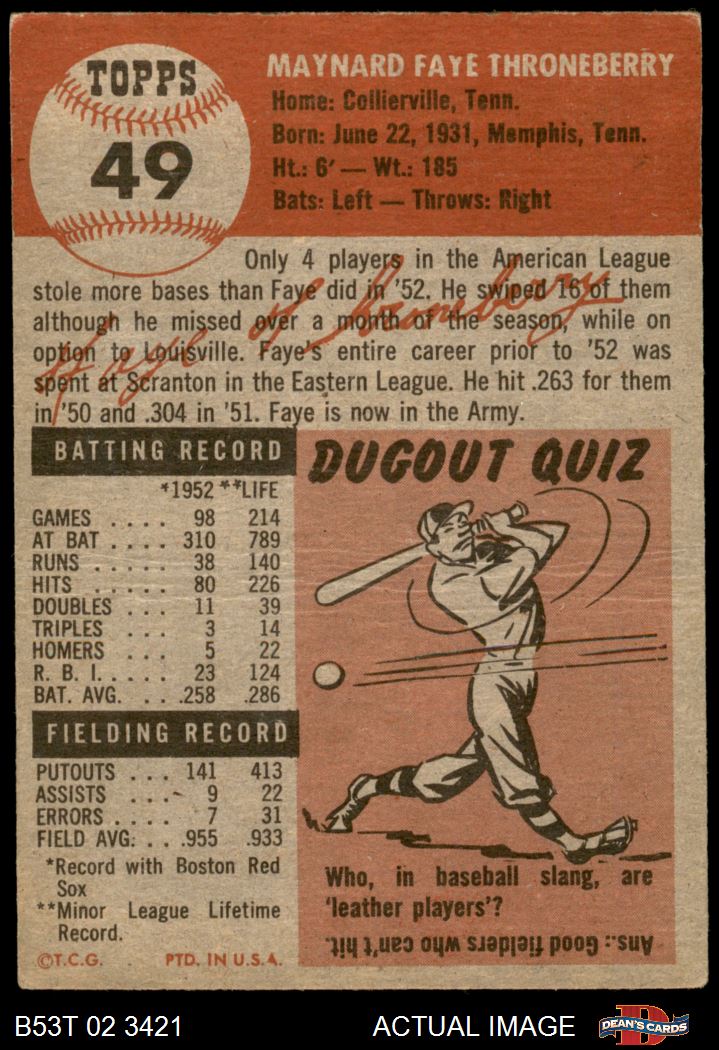 TOPPS
49
MAYNARD FAYE THRONEBERRY
Home: Collierville, Tenn.
Born: June 22, 1931, Memphis, Tenn.
Ht.: 6' — Wt.: 185
Bats: Left — Throws: Right
Only 4 players in the American League
stole more bases than Faye did in '52. He swiped 16 of them
although he missed over a month of the season, while on
option to Louisville. Faye's entire career prior to '52 was
spent at Scranton in the Eastern League. He hit .263 for them
in '50 and .304 in '51. Faye is now in the Army.
Faye Throneberry
BATTING RECORD
*1952 **LIFE
GAMES .... 98 214
AT BAT .... 310 789
RUNS ..... 38 140
HITS ..... 80 226
DOUBLES ... 11 39
TRIPLES ... 3 14
HOMERS ... 5 22
R. B. I. .... 23 124
BAT. AVG. ... .258 .286
FIELDING RECORD
PUTOUTS ... 141 413
ASSISTS ... 9 22
ERRORS .... 7 31
FIELD AVG. .. .955 .933
*Record with Boston Red
Sox
**Minor League Lifetime
Record.
©T.C.G. PTD. IN U.S.A.
DUGOUT QUIZ
Who, in baseball slang, are
'leather players'?
Ans.: Good fielders who can't hit.
B53T 02 3421
ACTUAL IMAGE
D
DEAN'S CARDS